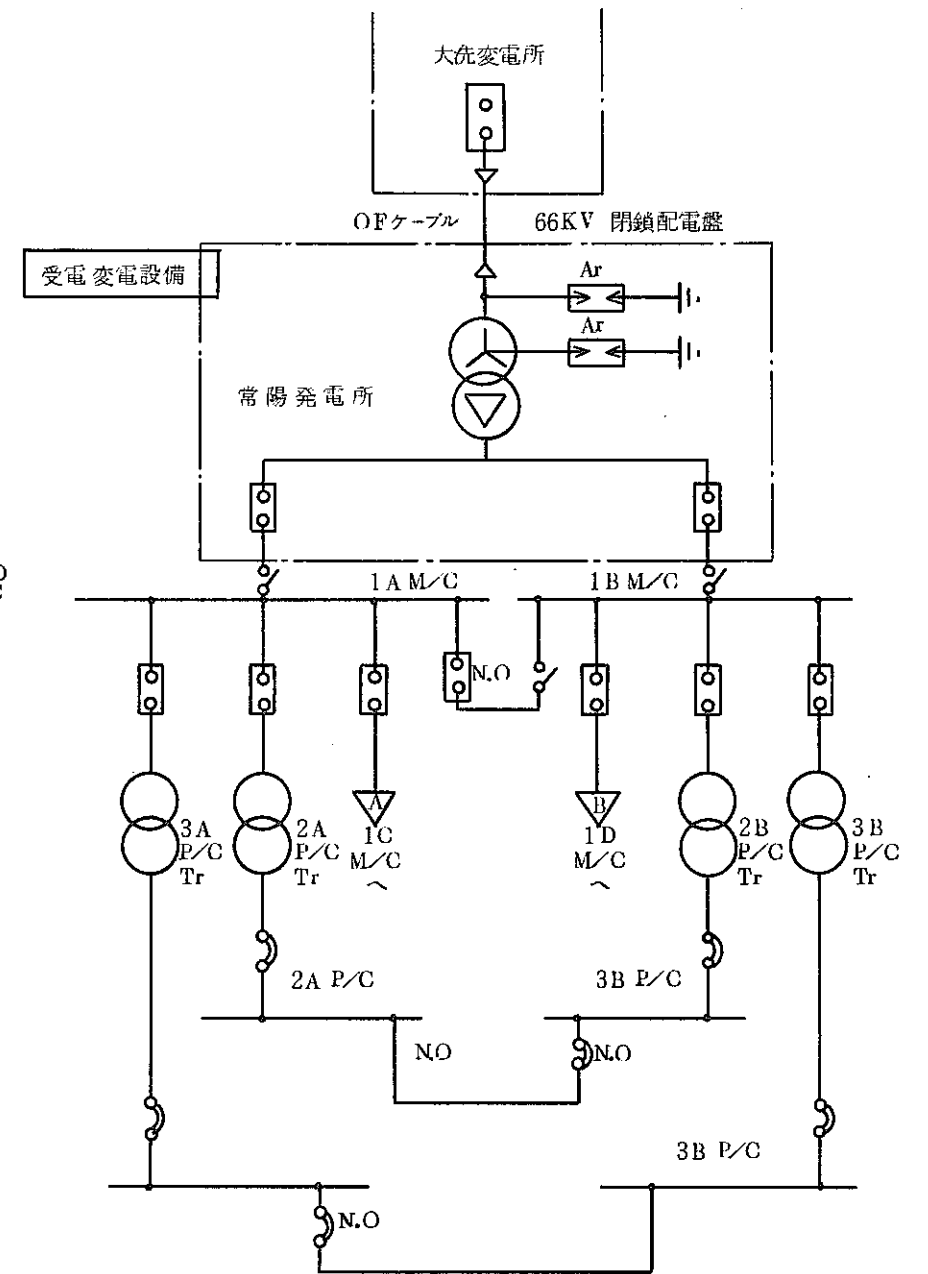 大洗変電所
OFケーブル
66KV 閉鎖配電盤
受電変電設備
Ar
Ar
常陽発電所
1A M/C
1B M/C
N.O
A
1C
M/C
へ
B
1D
M/C
へ
3A
P/C
Tr
2A
P/C
Tr
2B
P/C
Tr
3B
P/C
Tr
2A P/C
3B P/C
N.O
N.O
3B P/C
N.O